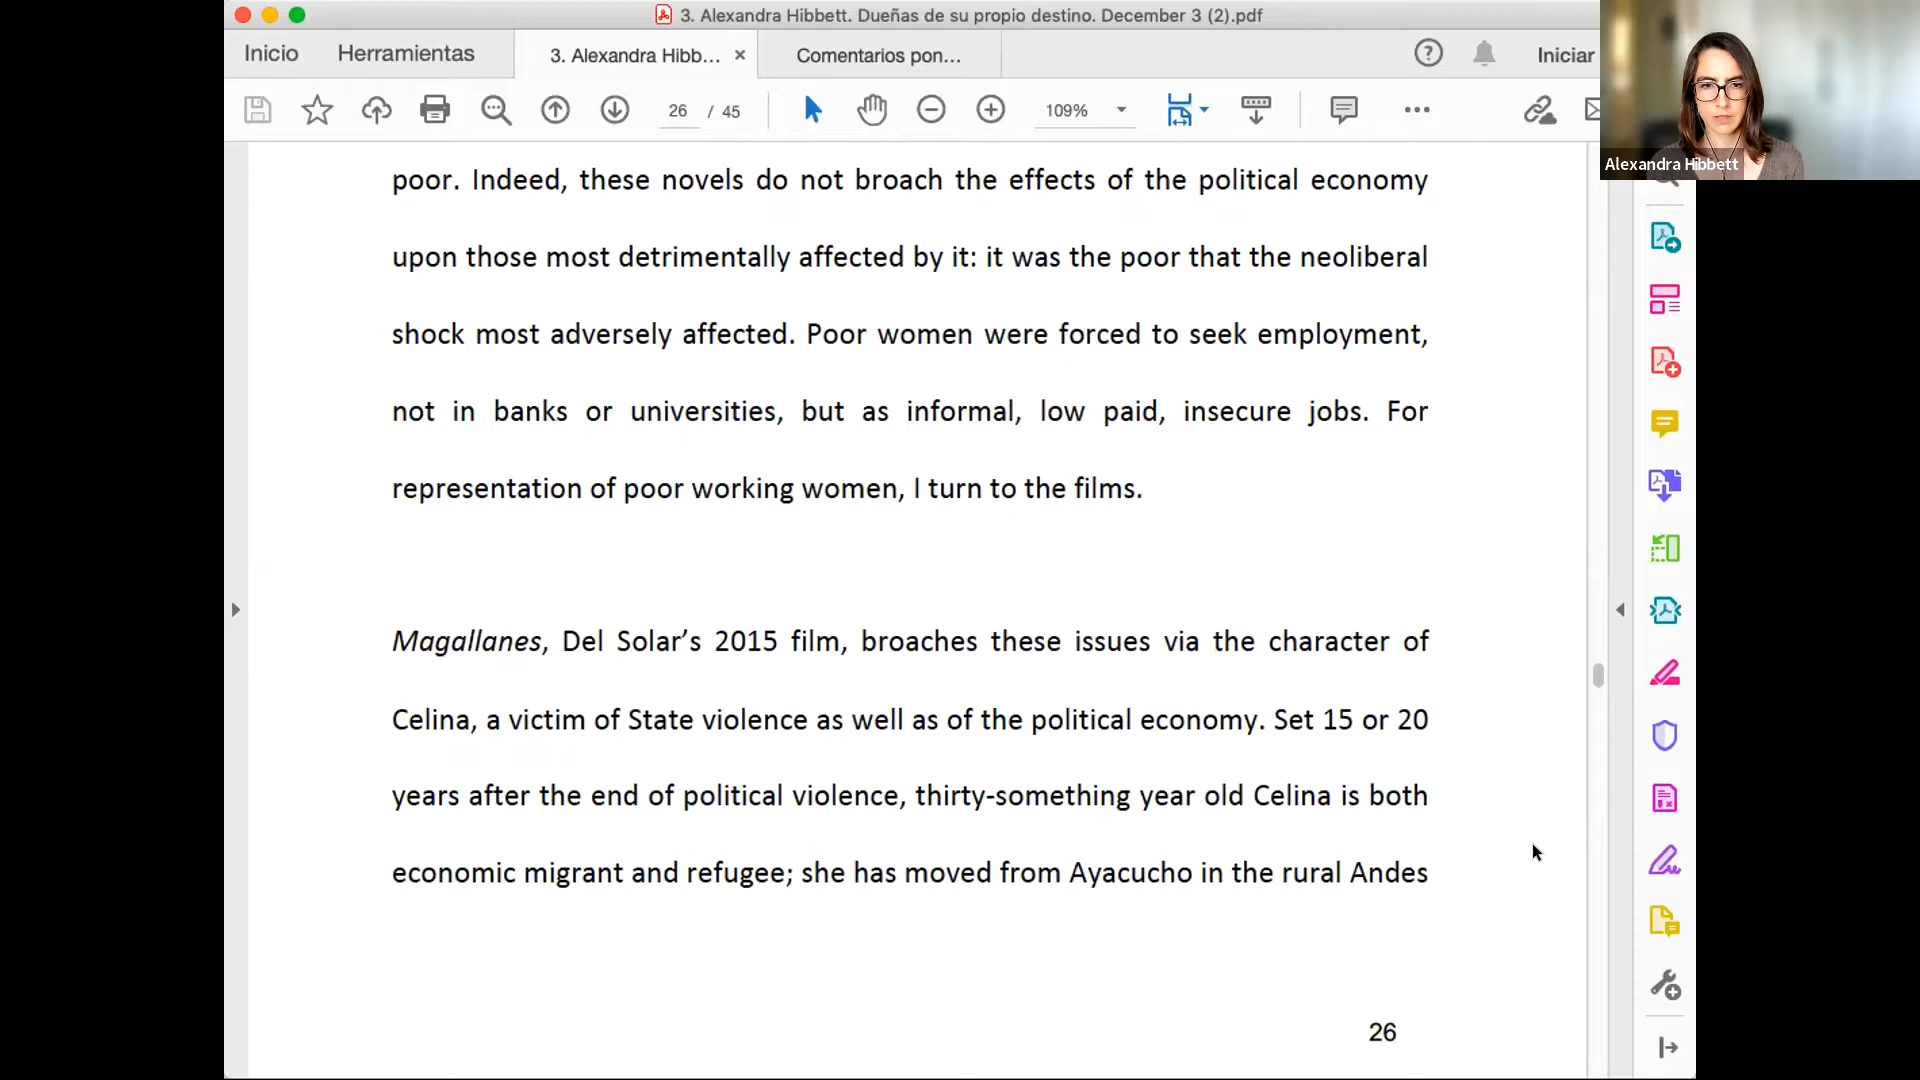 3. Alexandra Hibbett. Dueñas de su propio destino. December 3 (2).pdf
Inicio
Herramientas
3. Alexandra Hibb...
Comentarios pon...
Iniciar
26 / 45
109%
Alexandra Hibbett
poor. Indeed, these novels do not broach the effects of the political economy
upon those most detrimentally affected by it: it was the poor that the neoliberal
shock most adversely affected. Poor women were forced to seek employment,
not in banks or universities, but as informal, low paid, insecure jobs. For
representation of poor working women, I turn to the films.
Magallanes, Del Solar’s 2015 film, broaches these issues via the character of
Celina, a victim of State violence as well as of the political economy. Set 15 or 20
years after the end of political violence, thirty-something year old Celina is both
economic migrant and refugee; she has moved from Ayacucho in the rural Andes
26